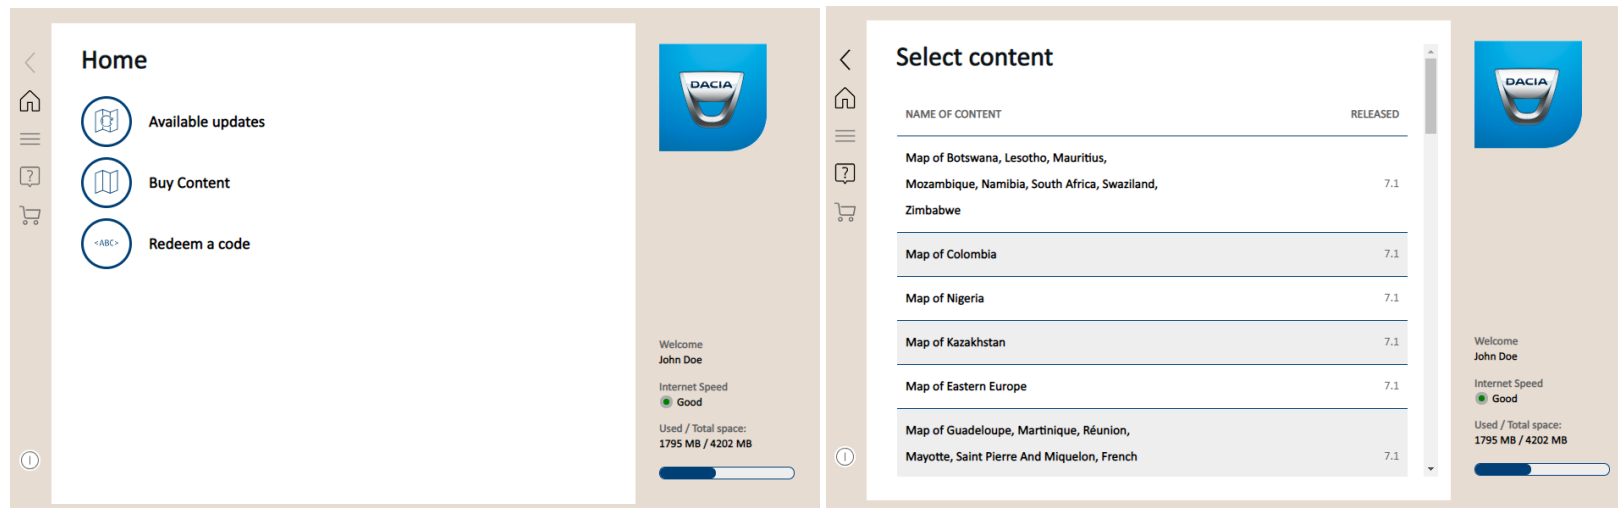 Home
Available updates
Buy Content
<ABC>
Redeem a code
?
DACIA
Welcome
John Doe
Internet Speed
Good
Used / Total space:
1795 MB / 4202 MB
Select content
NAME OF CONTENT RELEASED
Map of Botswana, Lesotho, Mauritius,
Mozambique, Namibia, South Africa, Swaziland, 7.1
Zimbabwe
Map of Colombia 7.1
Map of Nigeria 7.1
Map of Kazakhstan 7.1
Map of Eastern Europe 7.1
Map of Guadeloupe, Martinique, Réunion,
Mayotte, Saint Pierre And Miquelon, French 7.1
?
DACIA
Welcome
John Doe
Internet Speed
Good
Used / Total space:
1795 MB / 4202 MB